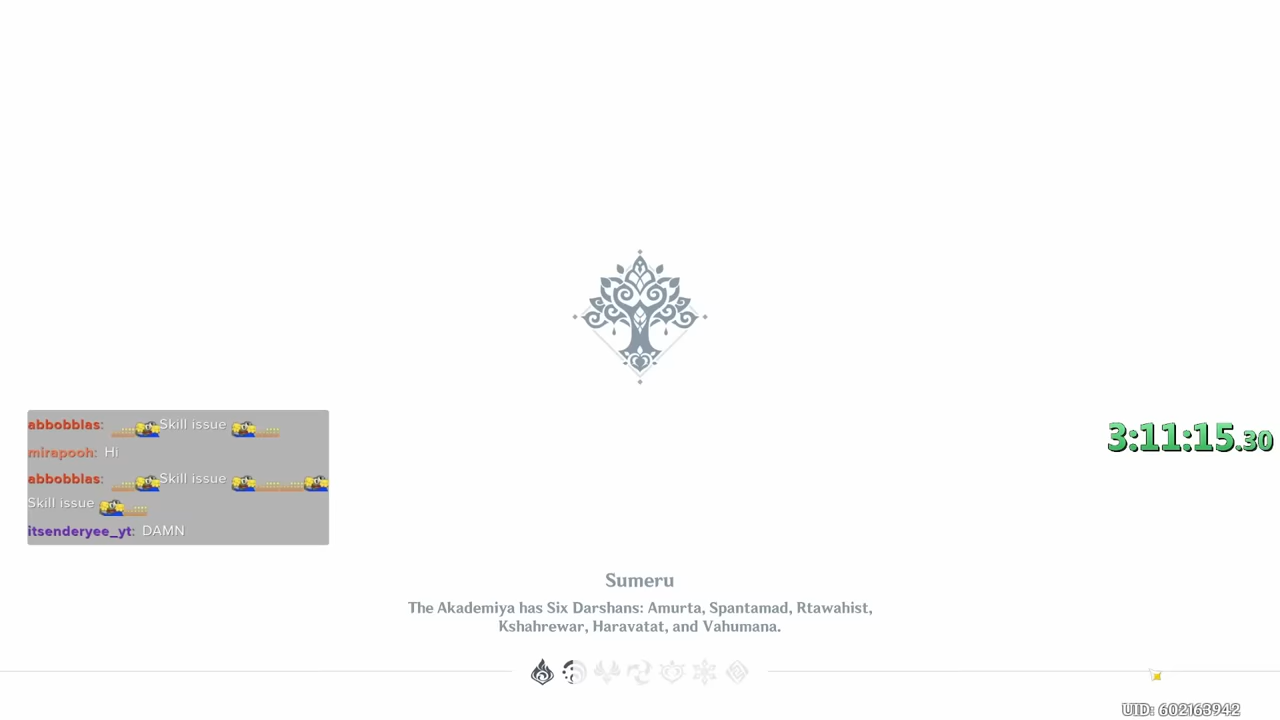 abbobblas: Skill issue
mirapooh: Hi
abbobblas: Skill issue
Skill issue
itsenderyee_yt: DAMN
3:11:15.30
Sumeru
The Akademiya has Six Darshans: Amurta, Spantamad, Rtawahist,
Kshahrewar, Haravatat, and Vahumana.
UID: 602163942